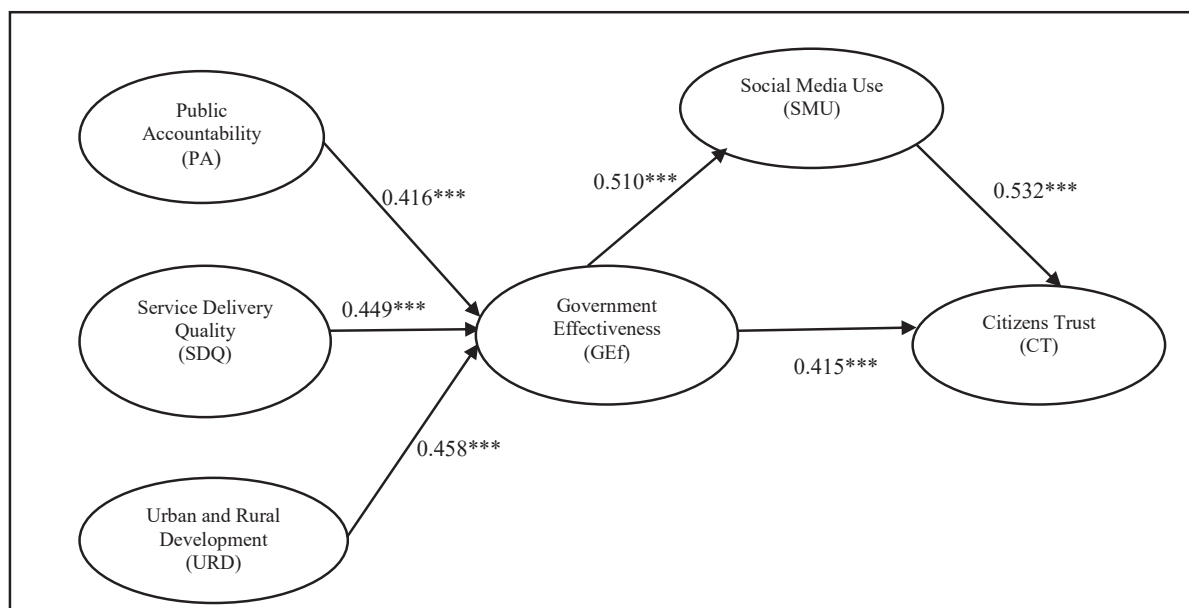 Public
Accountability
(PA)
0.416***
Service Delivery
Quality
(SDQ)
0.449***
Urban and Rural
Development
(URD)
0.458***
Government
Effectiveness
(GEf)
0.510***
Social Media Use
(SMU)
0.532***
0.415***
Citizens Trust
(CT)